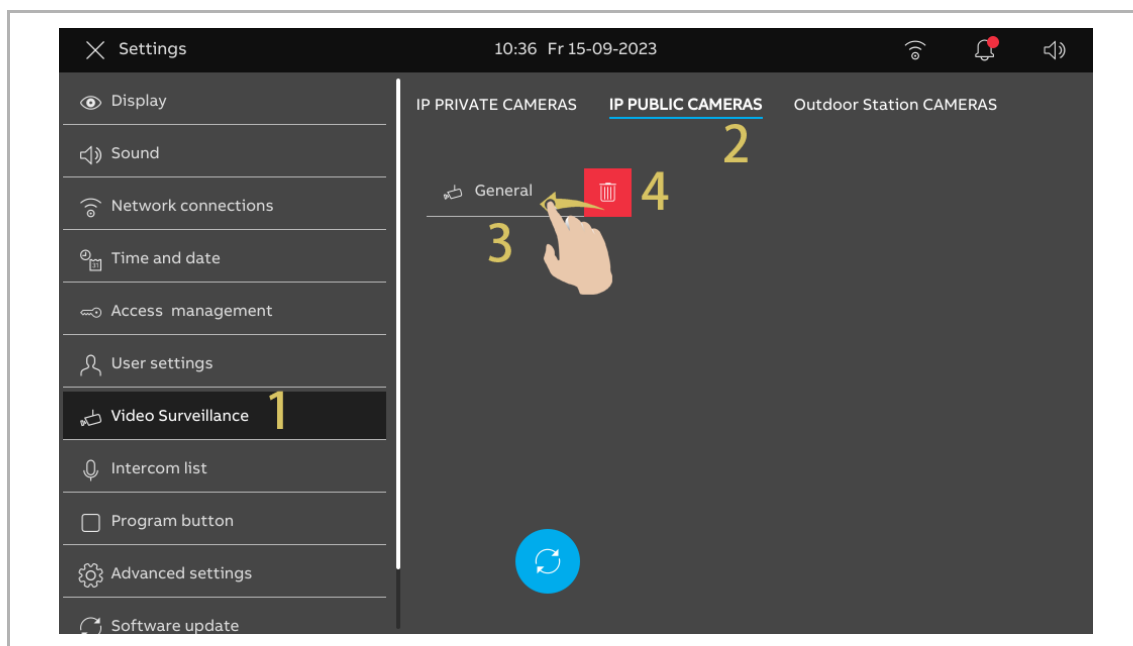 Settings
10:36 Fr 15-09-2023
Display
Sound
Network connections
Time and date
Access management
User settings
Video Surveillance
1
Intercom list
Program button
Advanced settings
Software update
IP PRIVATE CAMERAS
IP PUBLIC CAMERAS
Outdoor Station CAMERAS
2
General
4
3